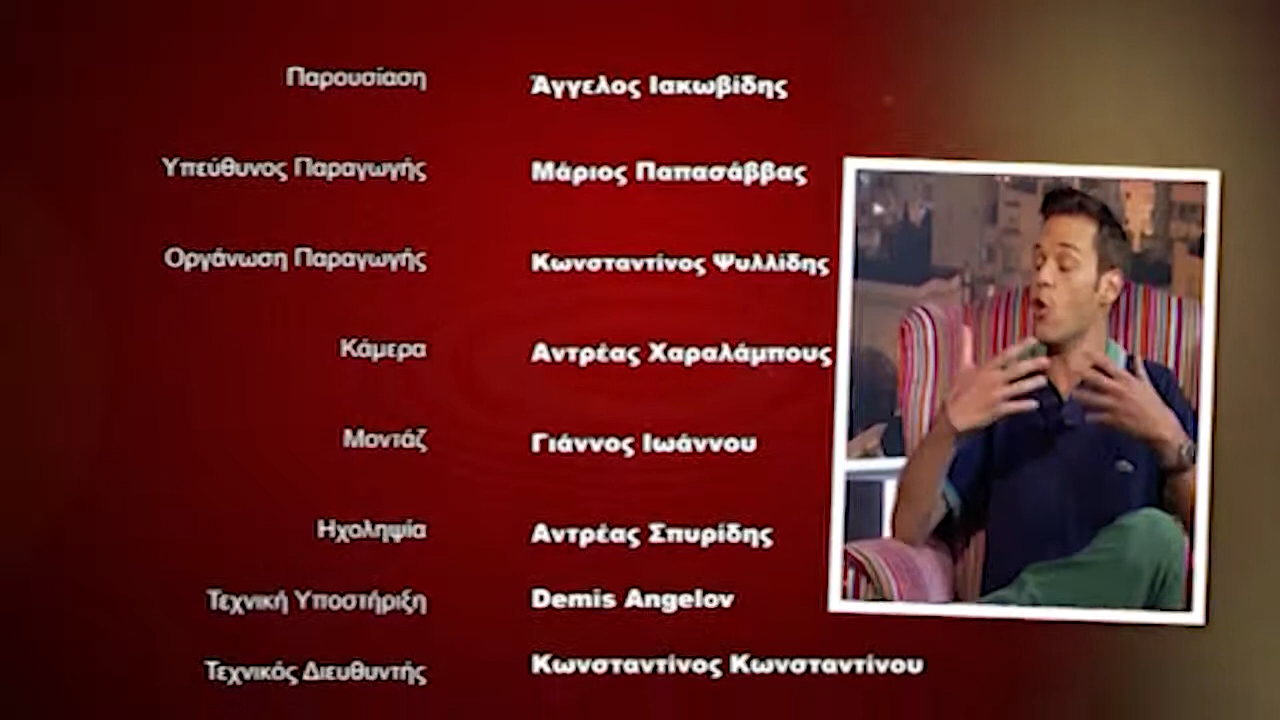 Παρουσίαση Άγγελος Ιακωβίδης
Υπεύθυνος Παραγωγής Μάριος Παπασάββας
Οργάνωση Παραγωγής Κωνσταντίνος Ψυλλίδης
Κάμερα Αντρέας Χαραλάμπους
Μοντάζ Γιάννος Ιωάννου
Ηχοληψία Αντρέας Σπυρίδης
Τεχνική Υποστήριξη Demis Angelov
Τεχνικός Διευθυντής Κωνσταντίνος Κωνσταντίνου